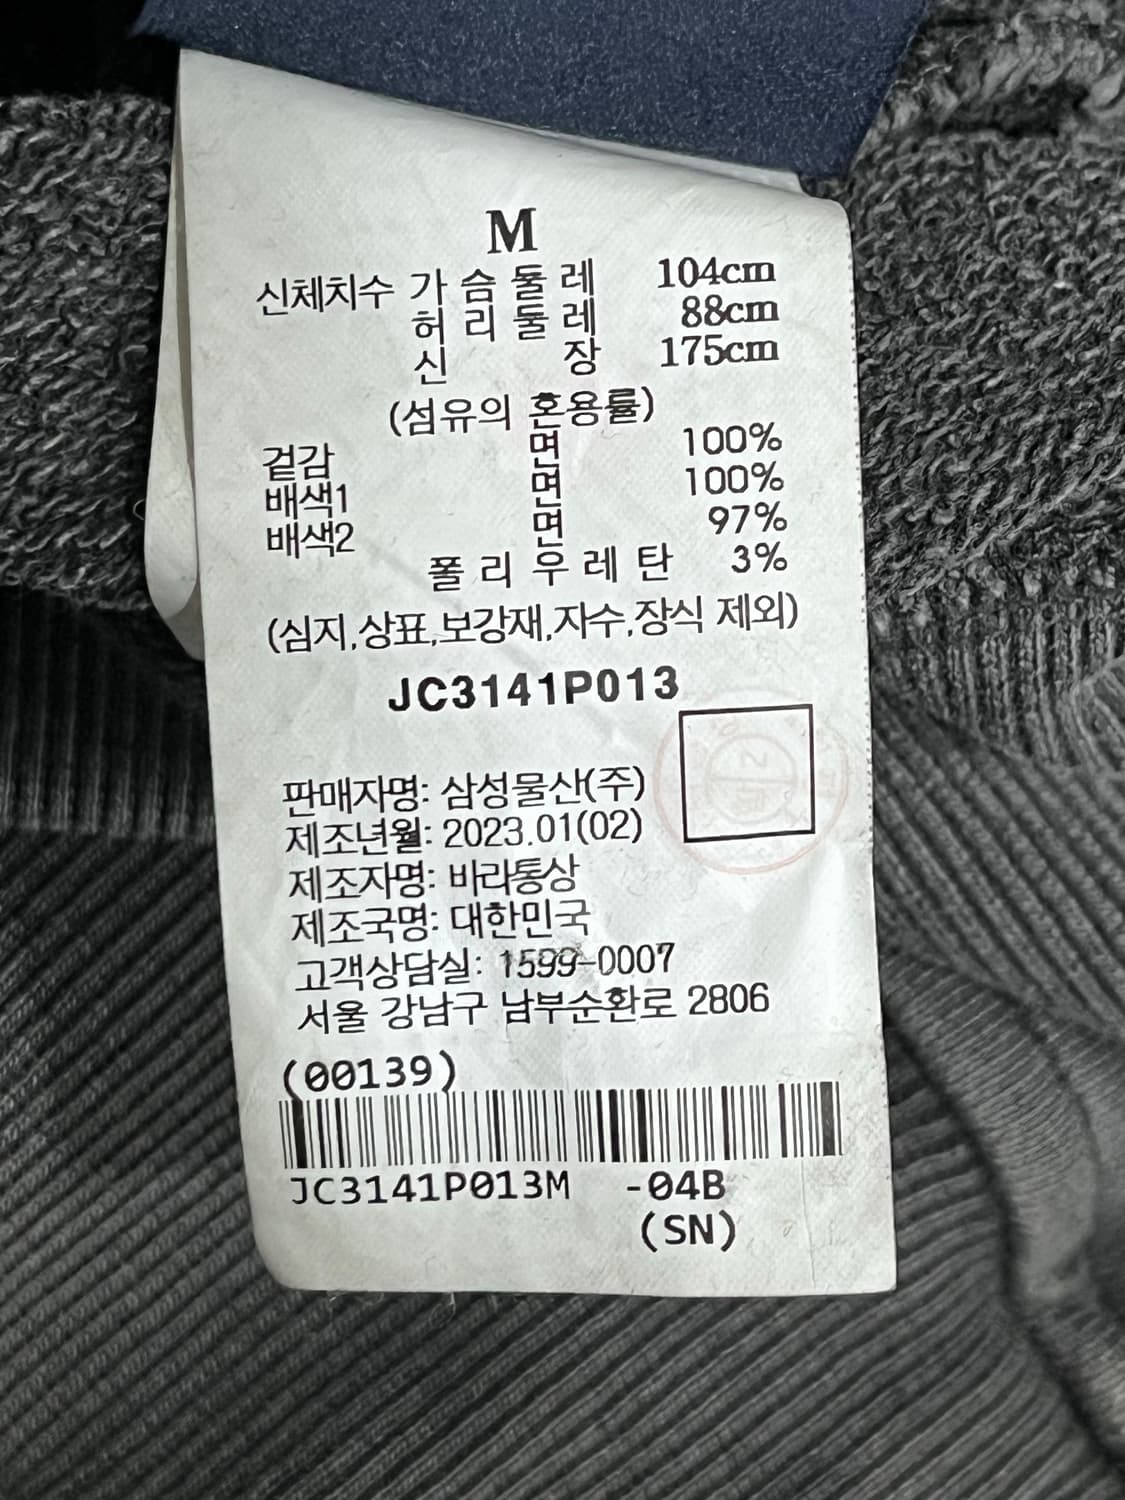 M
신체치수 가슴둘레 104cm
허리둘레 88cm
신장 175cm
(섬유의 혼용률)
겉감 면 100%
배색1 면 100%
배색2 면 97%
폴리우레탄 3%
(심지,상표,보강재,자수,장식 제외)
JC3141P013
판매자명: 삼성물산(주)
제조년월: 2023.01(02)
제조자명: 바라통상
제조국명: 대한민국
고객상담실: 1599-0007
서울 강남구 남부순환로 2806
(00139)
JC3141P013M -04B
(SN)